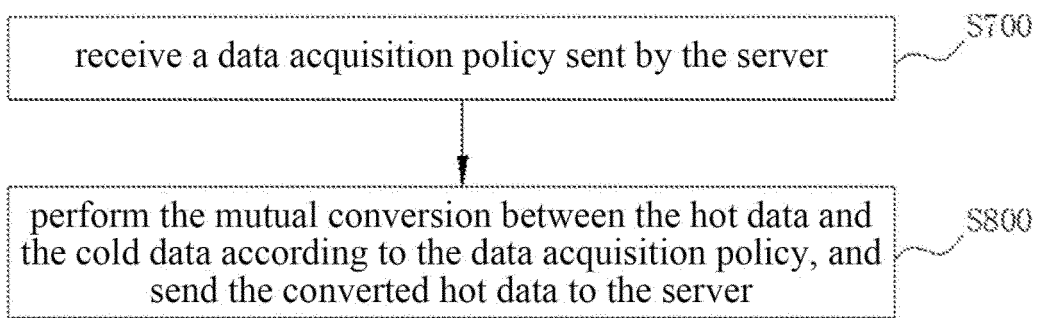 receive a data acquisition policy sent by the server
S700
perform the mutual conversion between the hot data and
the cold data according to the data acquisition policy, and
send the converted hot data to the server
S800